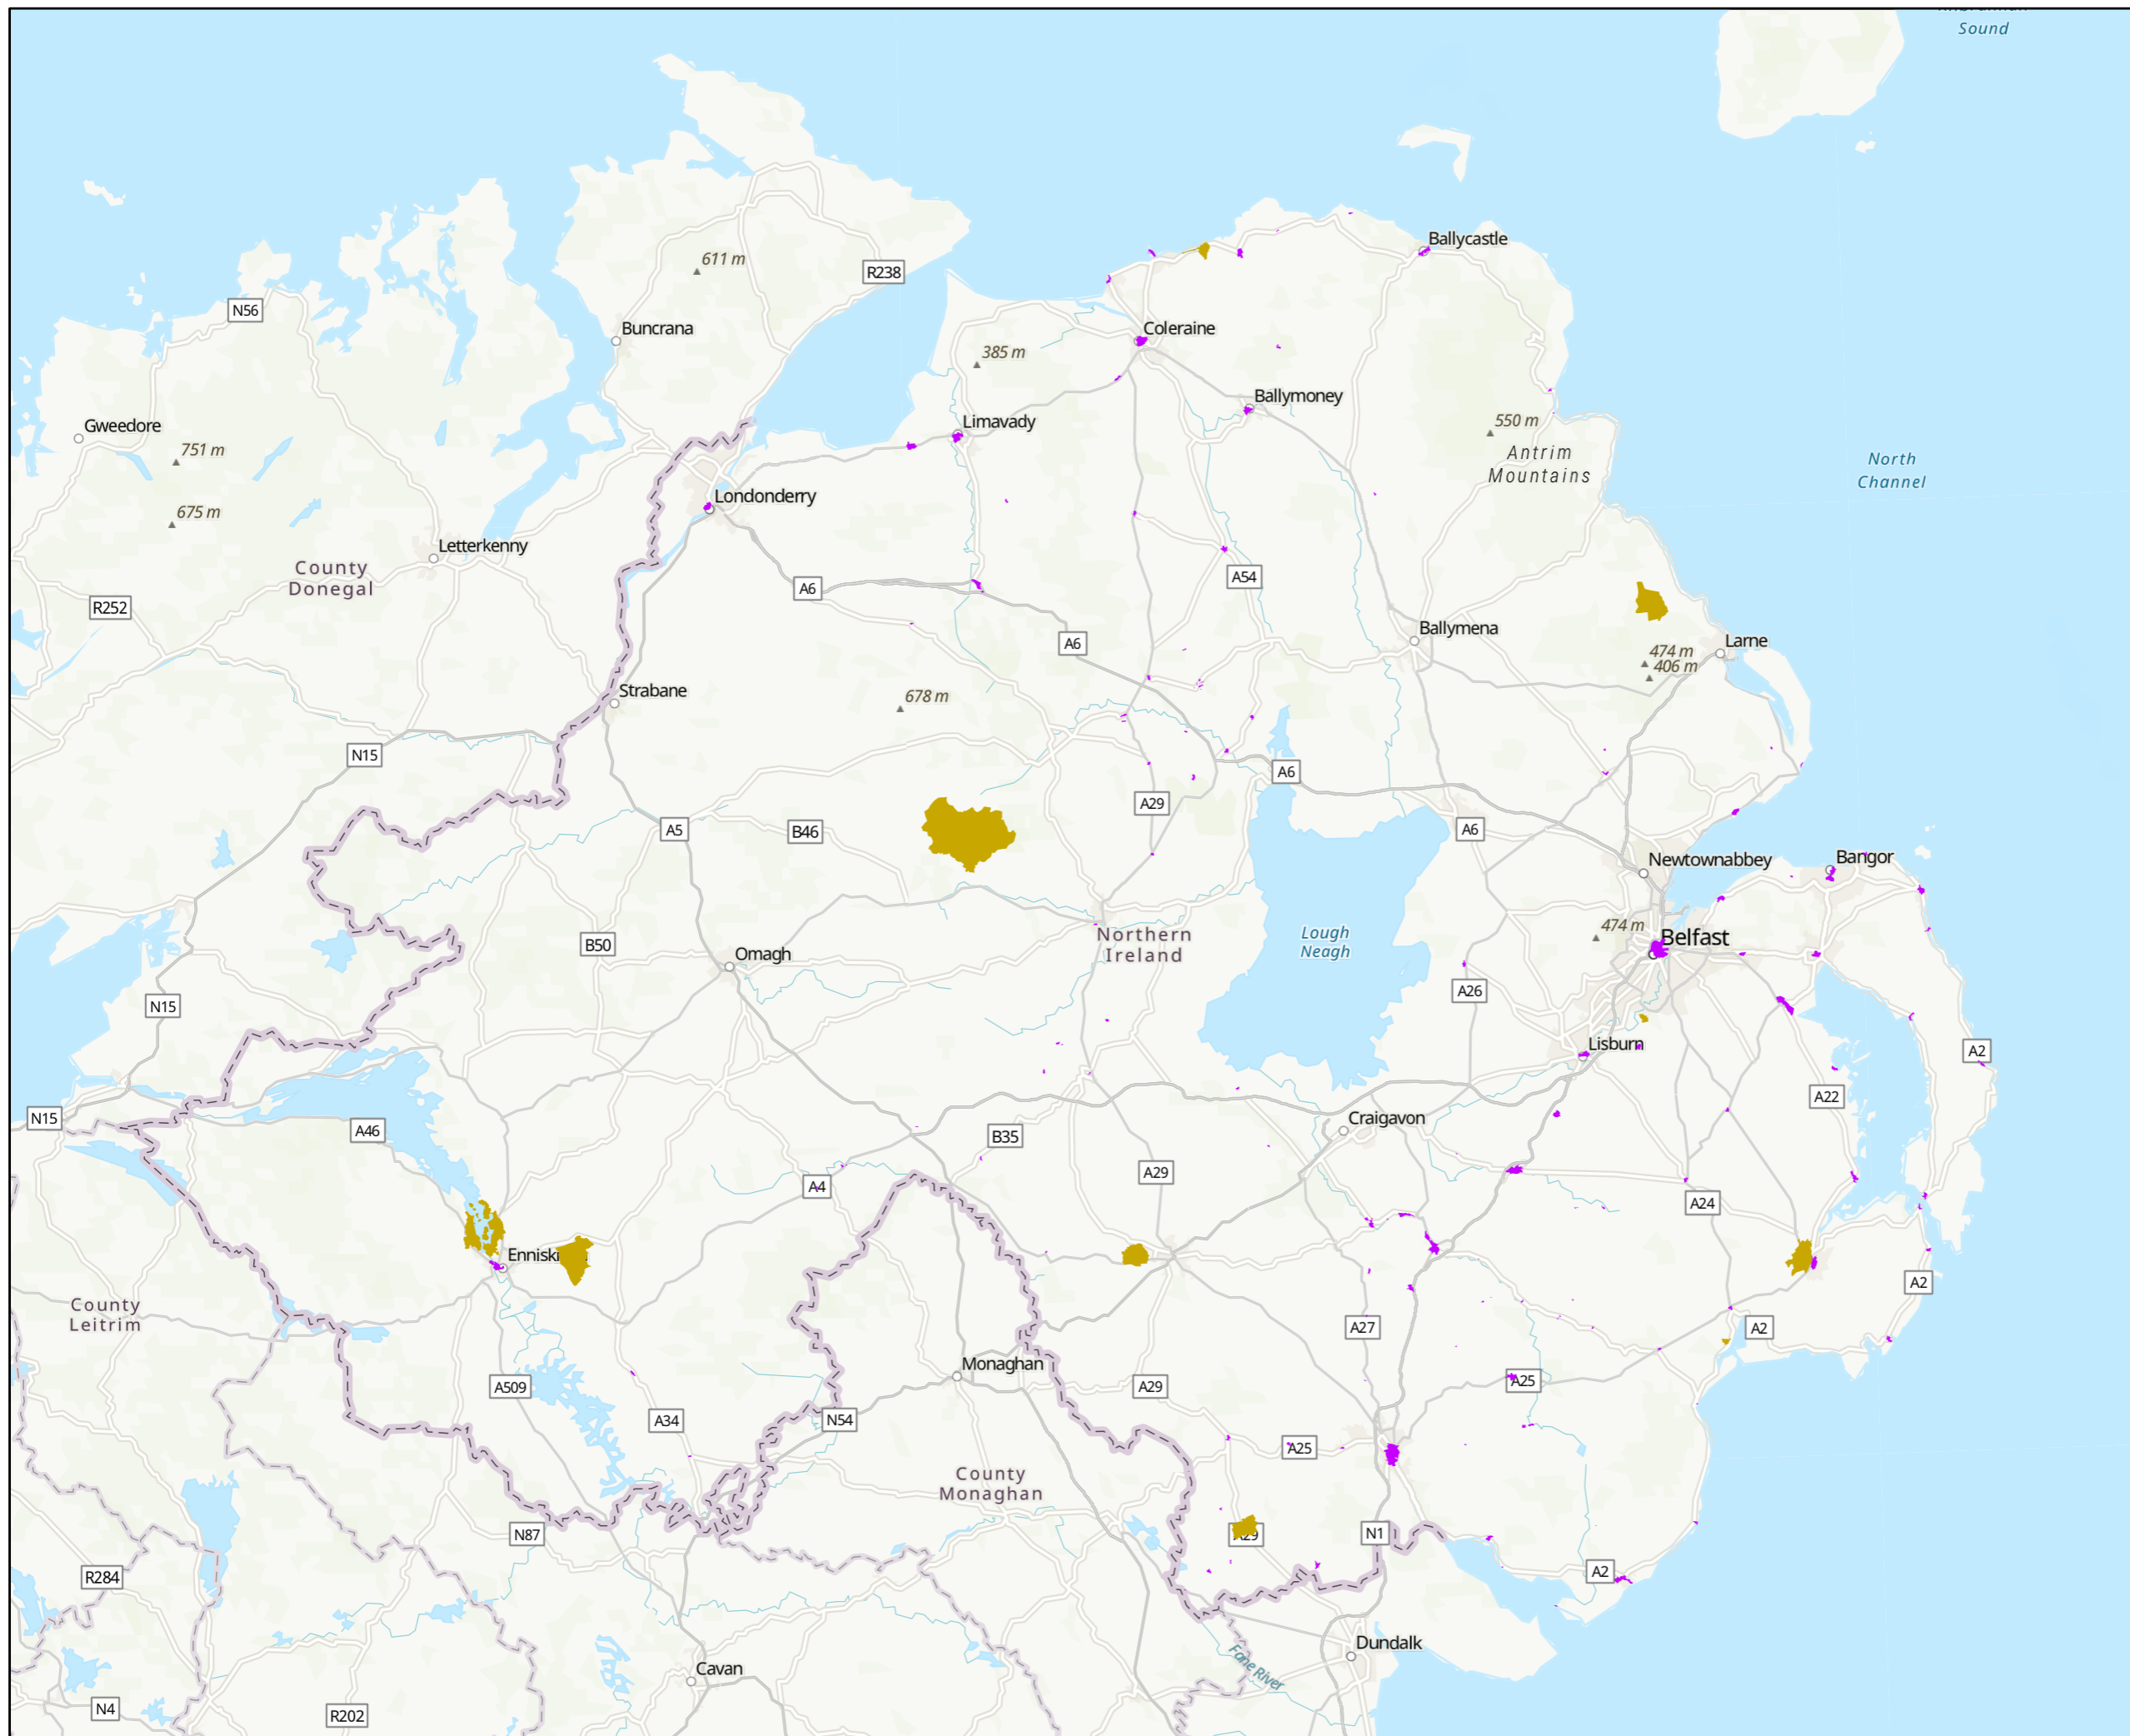 Sound
Ballycastle
611 m
R238
N56
Buncrana
Coleraine
385 m
Ballymoney
Gweedore
Limavady
751 m
550 m
Antrim
Mountains
North
Channel
675 m
Londonderry
Letterkenny
County
Donegal
A54
A6
R252
A6
Ballymena
Larne
474 m
406 m
Strabane
678 m
N15
A6
A29
A5
B46
A6
Newtownabbey
Bangor
474 m
Belfast
B50
Northern
Ireland
Lough
Neagh
Omagh
A26
N15
Lisburn
A2
A22
N15
A46
Craigavon
B35
A29
A4
A24
Enniski
A2
County
Leitrim
A27
A2
Monaghan
A509
A29
A25
A34
N54
A25
County
Monaghan
N87
N1
A29
R284
A2
Fane River
Dundalk
Cavan
N4
R202